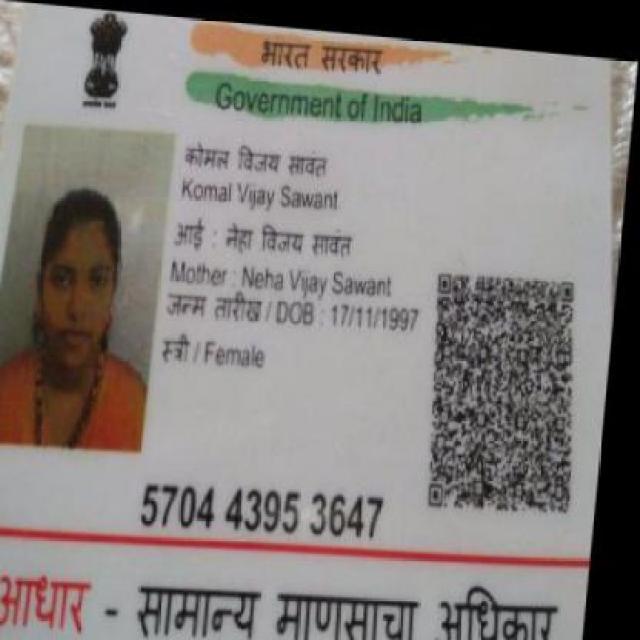 भारत सरकार
Government of India
कोमल विजय सावंत
Komal Vijay Sawant
आई : नेहा विजय सावंत
Mother : Neha Vijay Sawant
जन्म तारीख / DOB : 17/11/1997
स्त्री / Female
5704 4395 3647
आधार - सामान्य माणसाचा अधिकार